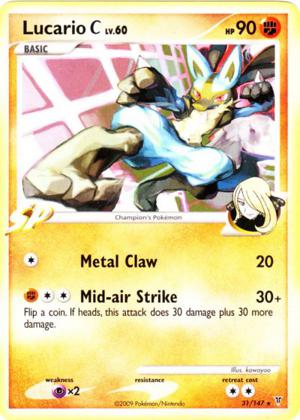 Lucario C LV.60
HP 90
BASIC
Champion's Pokémon
SP
Metal Claw 20
Mid-air Strike 30+
Flip a coin. If heads, this attack does 30 damage plus 30 more
damage.
weakness resistance retreat cost
×2
Illus. kawayoo
©2009 Pokémon/Nintendo
31/147 ★